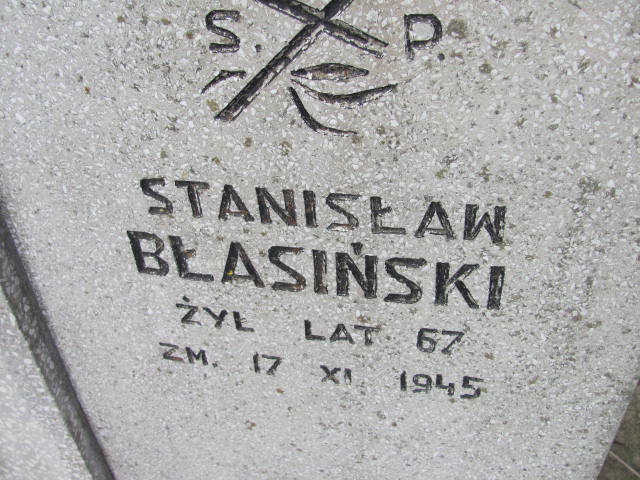 S. P.
STANISŁAW
BŁASIŃSKI
ŻYŁ LAT 67
ZM. 17 XI 1945